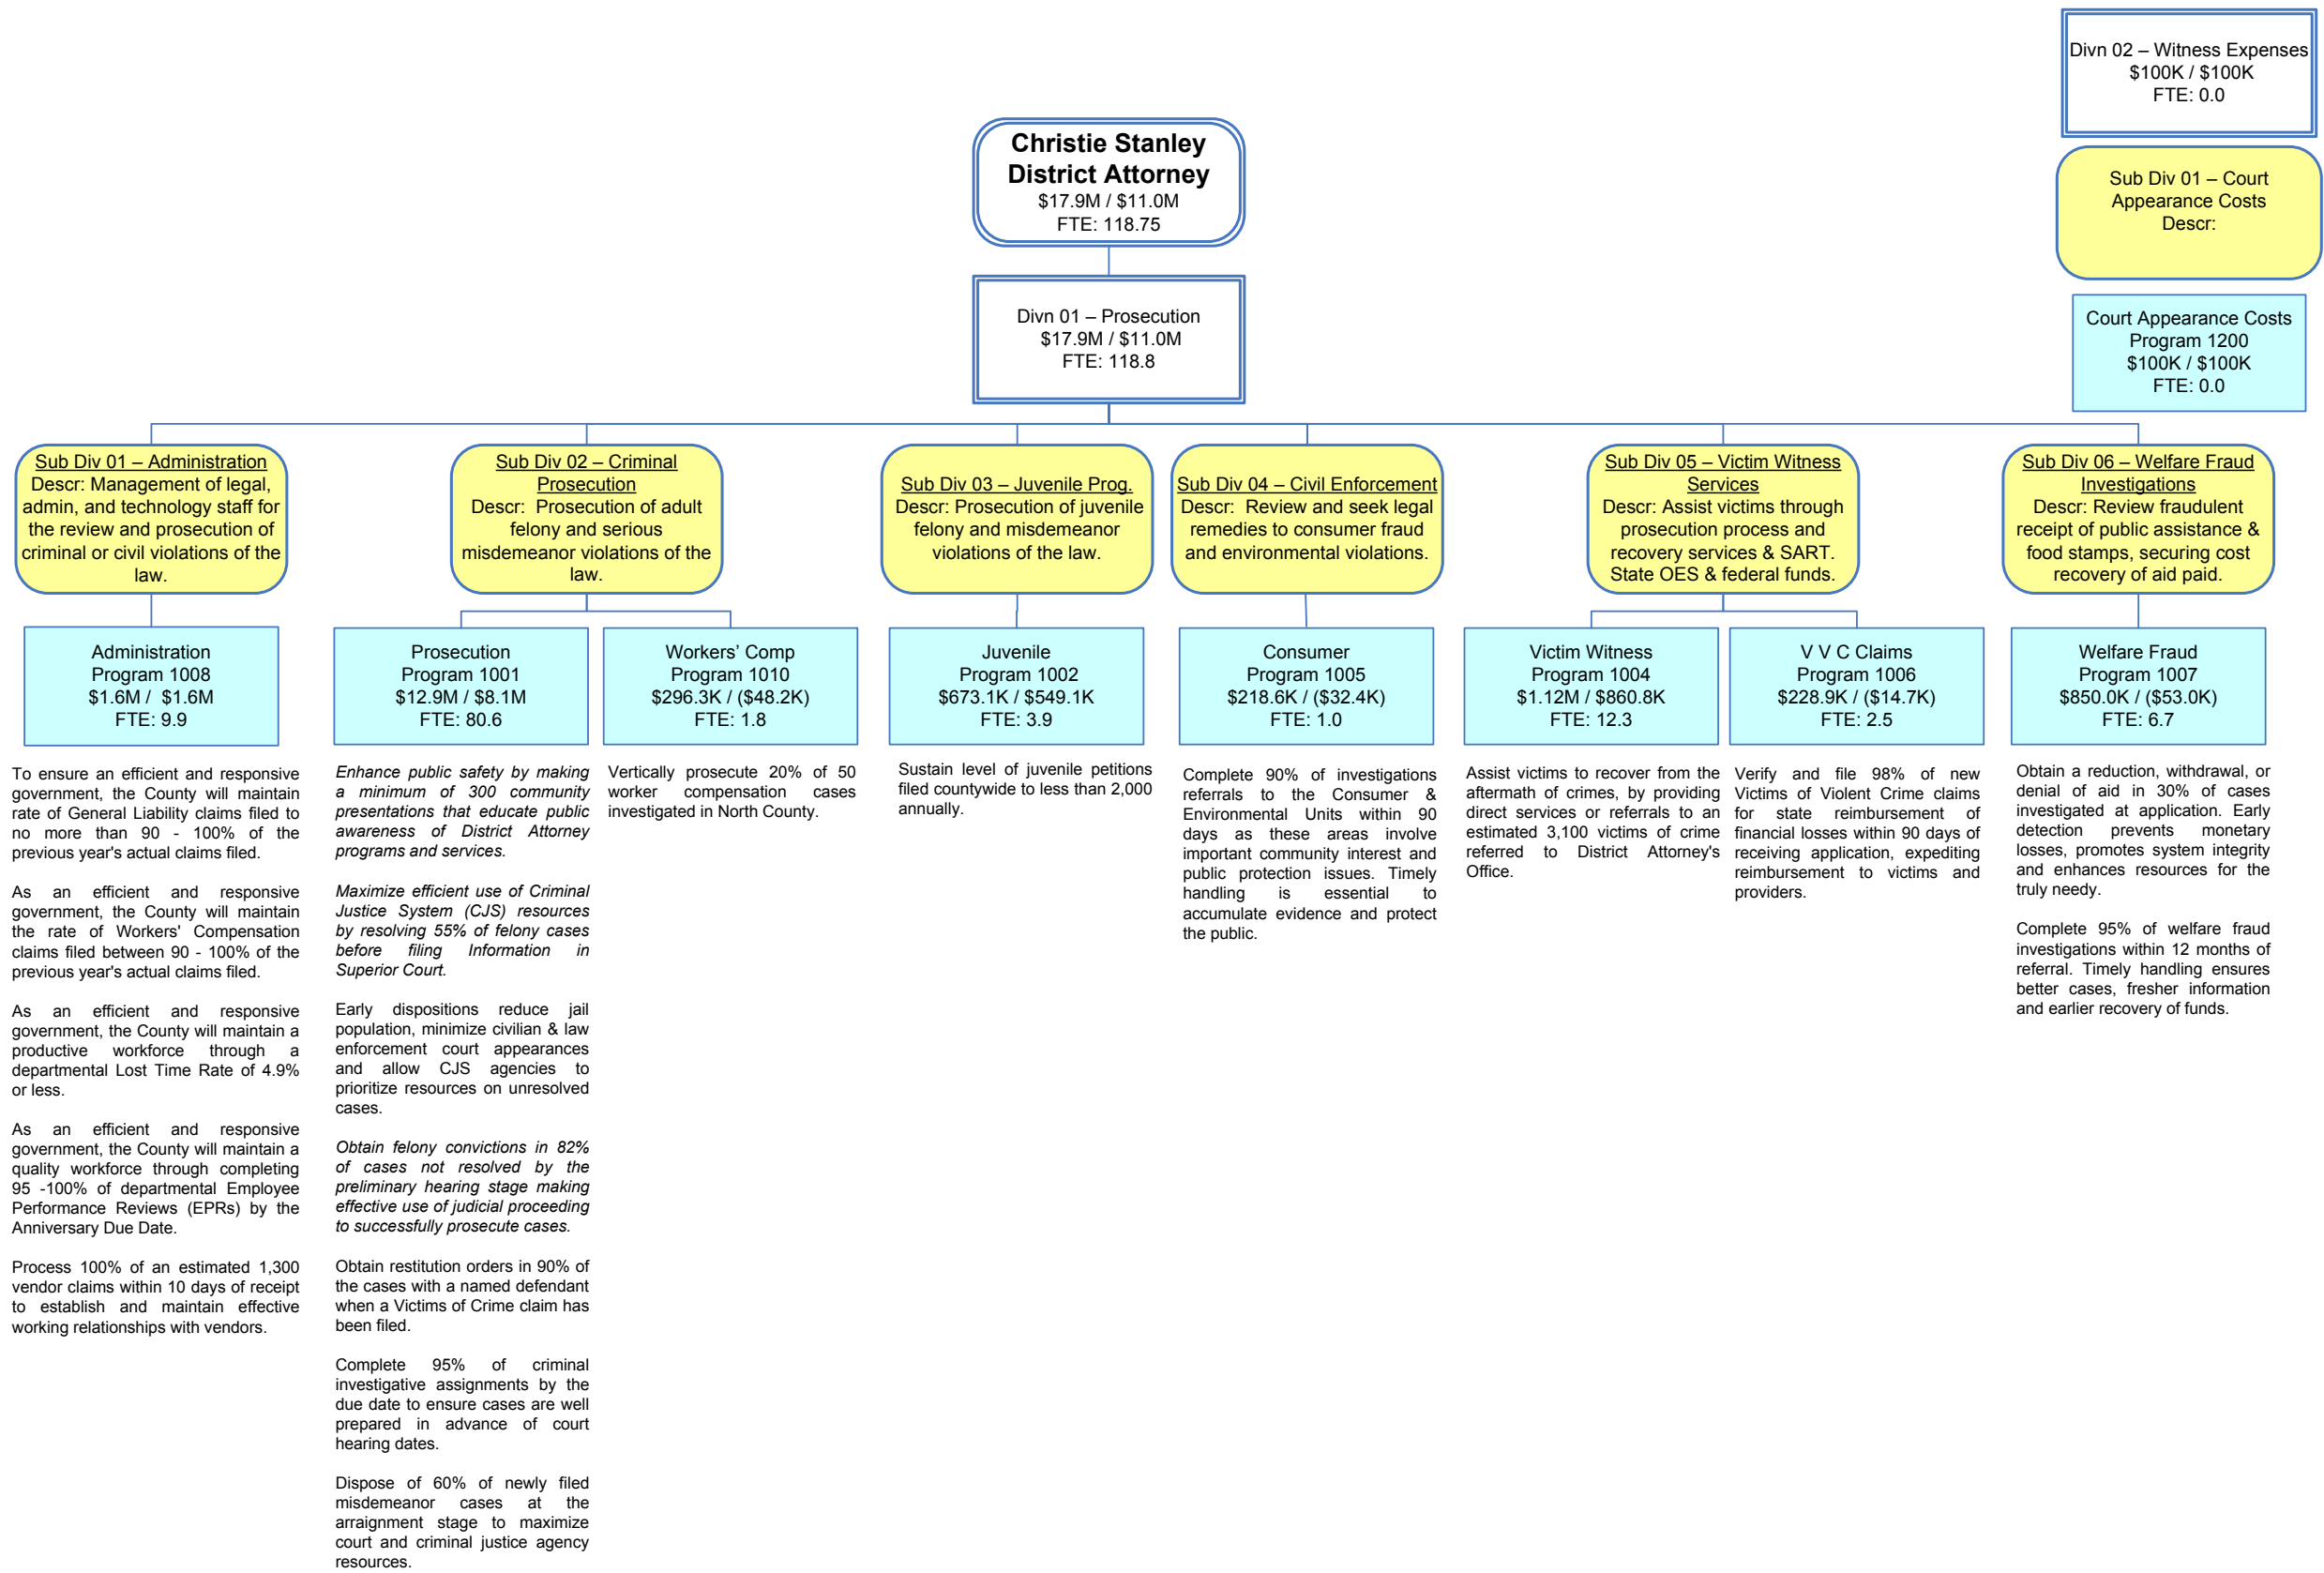 Divn 02 – Witness Expenses
$100K / $100K
FTE: 0.0
Sub Div 01 – Court
Appearance Costs
Descr:
Court Appearance Costs
Program 1200
$100K / $100K
FTE: 0.0
Christie Stanley
District Attorney
$17.9M / $11.0M
FTE: 118.75
Divn 01 – Prosecution
$17.9M / $11.0M
FTE: 118.8
Sub Div 01 – Administration
Descr: Management of legal,
admin, and technology staff for
the review and prosecution of
criminal or civil violations of the
law.
Sub Div 02 – Criminal
Prosecution
Descr:  Prosecution of adult
felony and serious
misdemeanor violations of the
law.
Sub Div 03 – Juvenile Prog.
Descr: Prosecution of juvenile
felony and misdemeanor
violations of the law.
Sub Div 04 – Civil Enforcement
Descr:  Review and seek legal
remedies to consumer fraud
and environmental violations.
Sub Div 05 – Victim Witness
Services
Descr: Assist victims through
prosecution process and
recovery services & SART.
State OES & federal funds.
Sub Div 06 – Welfare Fraud
Investigations
Descr: Review fraudulent
receipt of public assistance &
food stamps, securing cost
recovery of aid paid.
Administration
Program 1008
$1.6M /  $1.6M
FTE: 9.9
Prosecution
Program 1001
$12.9M / $8.1M
FTE: 80.6
Workers' Comp
Program 1010
$296.3K / ($48.2K)
FTE: 1.8
Juvenile
Program 1002
$673.1K / $549.1K
FTE: 3.9
Consumer
Program 1005
$218.6K / ($32.4K)
FTE: 1.0
Victim Witness
Program 1004
$1.12M / $860.8K
FTE: 12.3
V V C Claims
Program 1006
$228.9K / ($14.7K)
FTE: 2.5
Welfare Fraud
Program 1007
$850.0K / ($53.0K)
FTE: 6.7
To ensure an efficient and responsive
government, the County will maintain
rate of General Liability claims filed to
no more than 90 - 100% of the
previous year's actual claims filed.
As an efficient and responsive
government, the County will maintain
the rate of Workers' Compensation
claims filed between 90 - 100% of the
previous year's actual claims filed.
As an efficient and responsive
government, the County will maintain a
productive workforce through a
departmental Lost Time Rate of 4.9%
or less.
As an efficient and responsive
government, the County will maintain a
quality workforce through completing
95 -100% of departmental Employee
Performance Reviews (EPRs) by the
Anniversary Due Date.
Process 100% of an estimated 1,300
vendor claims within 10 days of receipt
to establish and maintain effective
working relationships with vendors.
Enhance public safety by making
a minimum of 300 community
presentations that educate public
awareness of District Attorney
programs and services.
Maximize efficient use of Criminal
Justice System (CJS) resources
by resolving 55% of felony cases
before filing Information in
Superior Court.
Early dispositions reduce jail
population, minimize civilian & law
enforcement court appearances
and allow CJS agencies to
prioritize resources on unresolved
cases.
Obtain felony convictions in 82%
of cases not resolved by the
preliminary hearing stage making
effective use of judicial proceeding
to successfully prosecute cases.
Obtain restitution orders in 90% of
the cases with a named defendant
when a Victims of Crime claim has
been filed.
Complete 95% of criminal
investigative assignments by the
due date to ensure cases are well
prepared in advance of court
hearing dates.
Dispose of 60% of newly filed
misdemeanor cases at the
arraignment stage to maximize
court and criminal justice agency
resources.
Vertically prosecute 20% of 50
worker compensation cases
investigated in North County.
Sustain level of juvenile petitions
filed countywide to less than 2,000
annually.
Complete 90% of investigations
referrals to the Consumer &
Environmental Units within 90
days as these areas involve
important community interest and
public protection issues. Timely
handling is essential to
accumulate evidence and protect
the public.
Assist victims to recover from the
aftermath of crimes, by providing
direct services or referrals to an
estimated 3,100 victims of crime
referred to District Attorney's
Office.
Verify and file 98% of new
Victims of Violent Crime claims
for state reimbursement of
financial losses within 90 days of
receiving application, expediting
reimbursement to victims and
providers.
Obtain a reduction, withdrawal, or
denial of aid in 30% of cases
investigated at application. Early
detection prevents monetary
losses, promotes system integrity
and enhances resources for the
truly needy.
Complete 95% of welfare fraud
investigations within 12 months of
referral. Timely handling ensures
better cases, fresher information
and earlier recovery of funds.